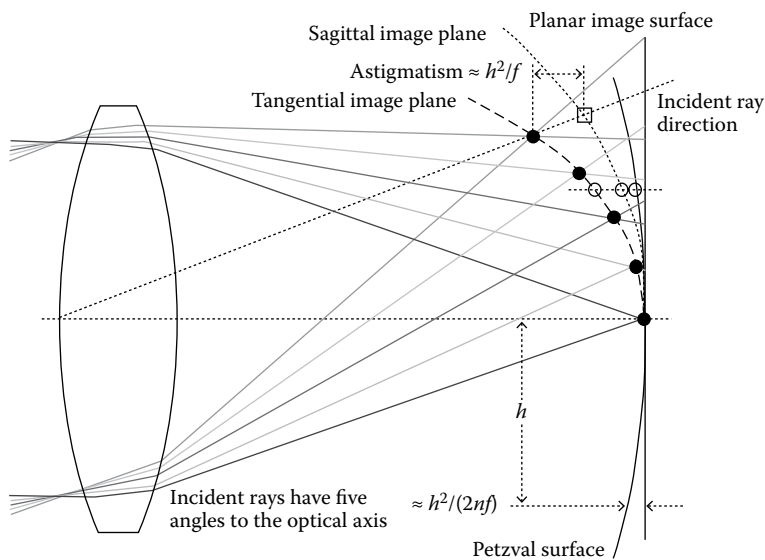 Planar image surface
Sagittal image plane
Astigmatism ≈ h²/f
Tangential image plane
Incident ray
direction
h
Incident rays have five
angles to the optical axis
≈ h²/(2nf)
Petzval surface